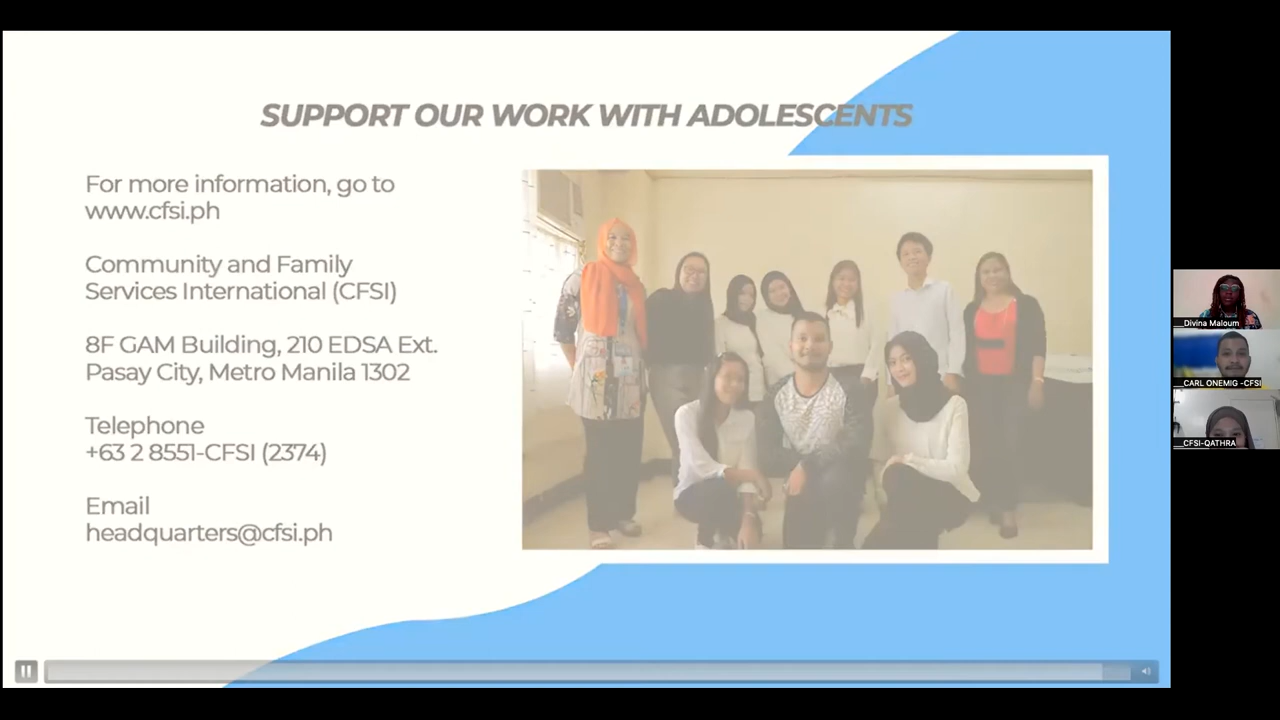 SUPPORT OUR WORK WITH ADOLESCENTS
For more information, go to
www.cfsi.ph
Community and Family
Services International (CFSI)
8F GAM Building, 210 EDSA Ext.
Pasay City, Metro Manila 1302
Telephone
+63 2 8551-CFSI (2374)
Email
headquarters@cfsi.ph
Divina Maloum
CARL ONEMIG -CFSI
CFSI-QATHRA